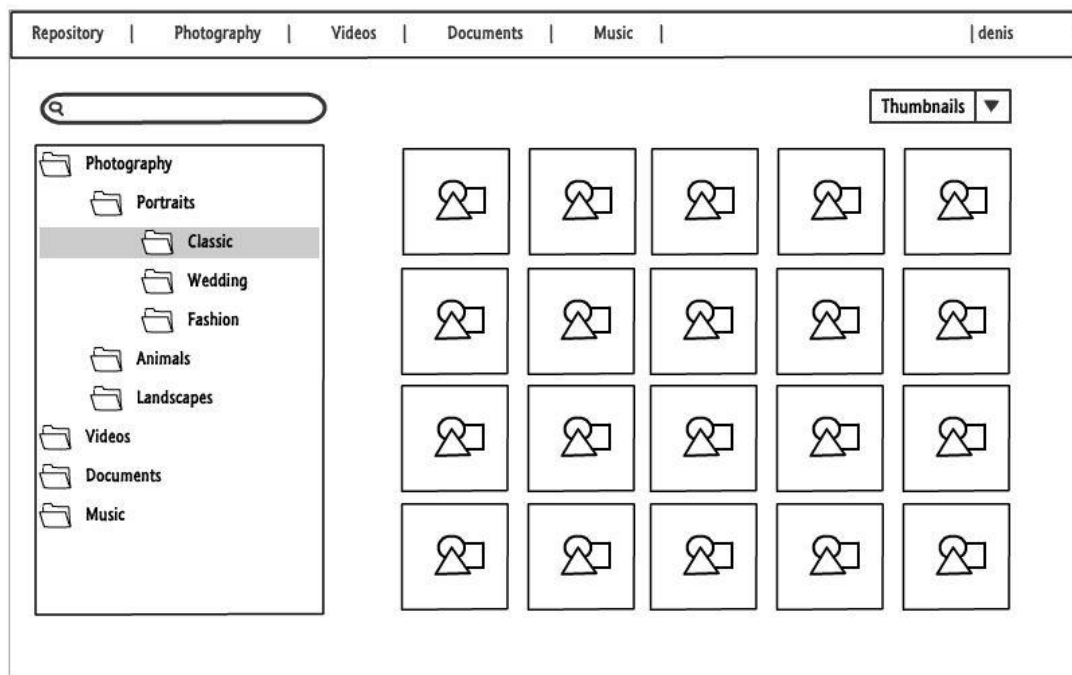 Repository | Photography | Videos | Documents | Music | | denis
Thumbnails
Photography
Portraits
Classic
Wedding
Fashion
Animals
Landscapes
Videos
Documents
Music